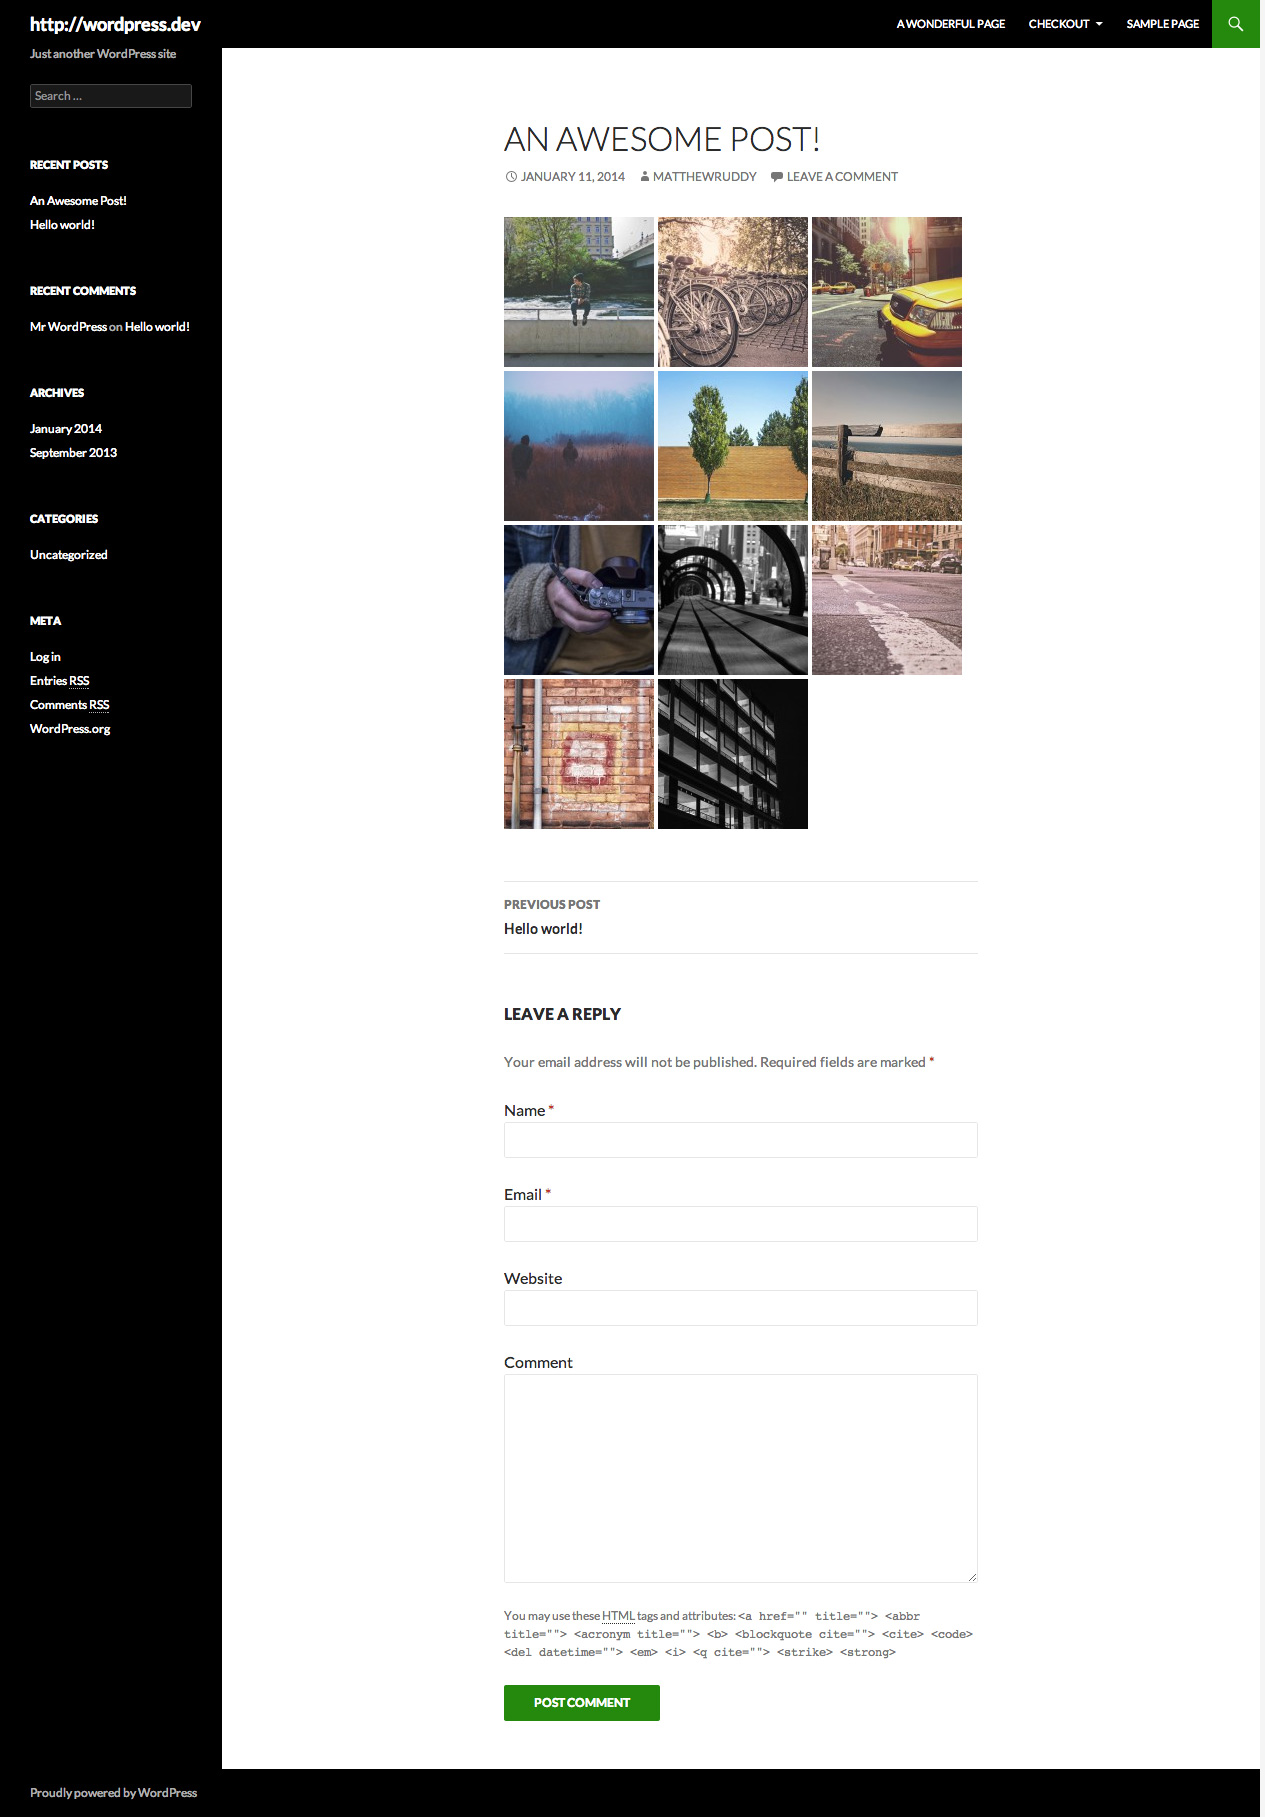 http://wordpress.dev
A WONDERFUL PAGE CHECKOUT SAMPLE PAGE
Just another WordPress site
Search ...
RECENT POSTS
An Awesome Post!
Hello world!
RECENT COMMENTS
Mr WordPress on Hello world!
ARCHIVES
January 2014
September 2013
CATEGORIES
Uncategorized
META
Log in
Entries RSS
Comments RSS
WordPress.org
AN AWESOME POST!
JANUARY 11, 2014 MATTHEWRUDDY LEAVE A COMMENT
PREVIOUS POST
Hello world!
LEAVE A REPLY
Your email address will not be published. Required fields are marked *
Name *
Email *
Website
Comment
You may use these HTML tags and attributes: <a href="" title=""> <abbr
title=""> <acronym title=""> <b> <blockquote cite=""> <cite> <code>
<del datetime=""> <em> <i> <q cite=""> <strike> <strong>
POST COMMENT
Proudly powered by WordPress